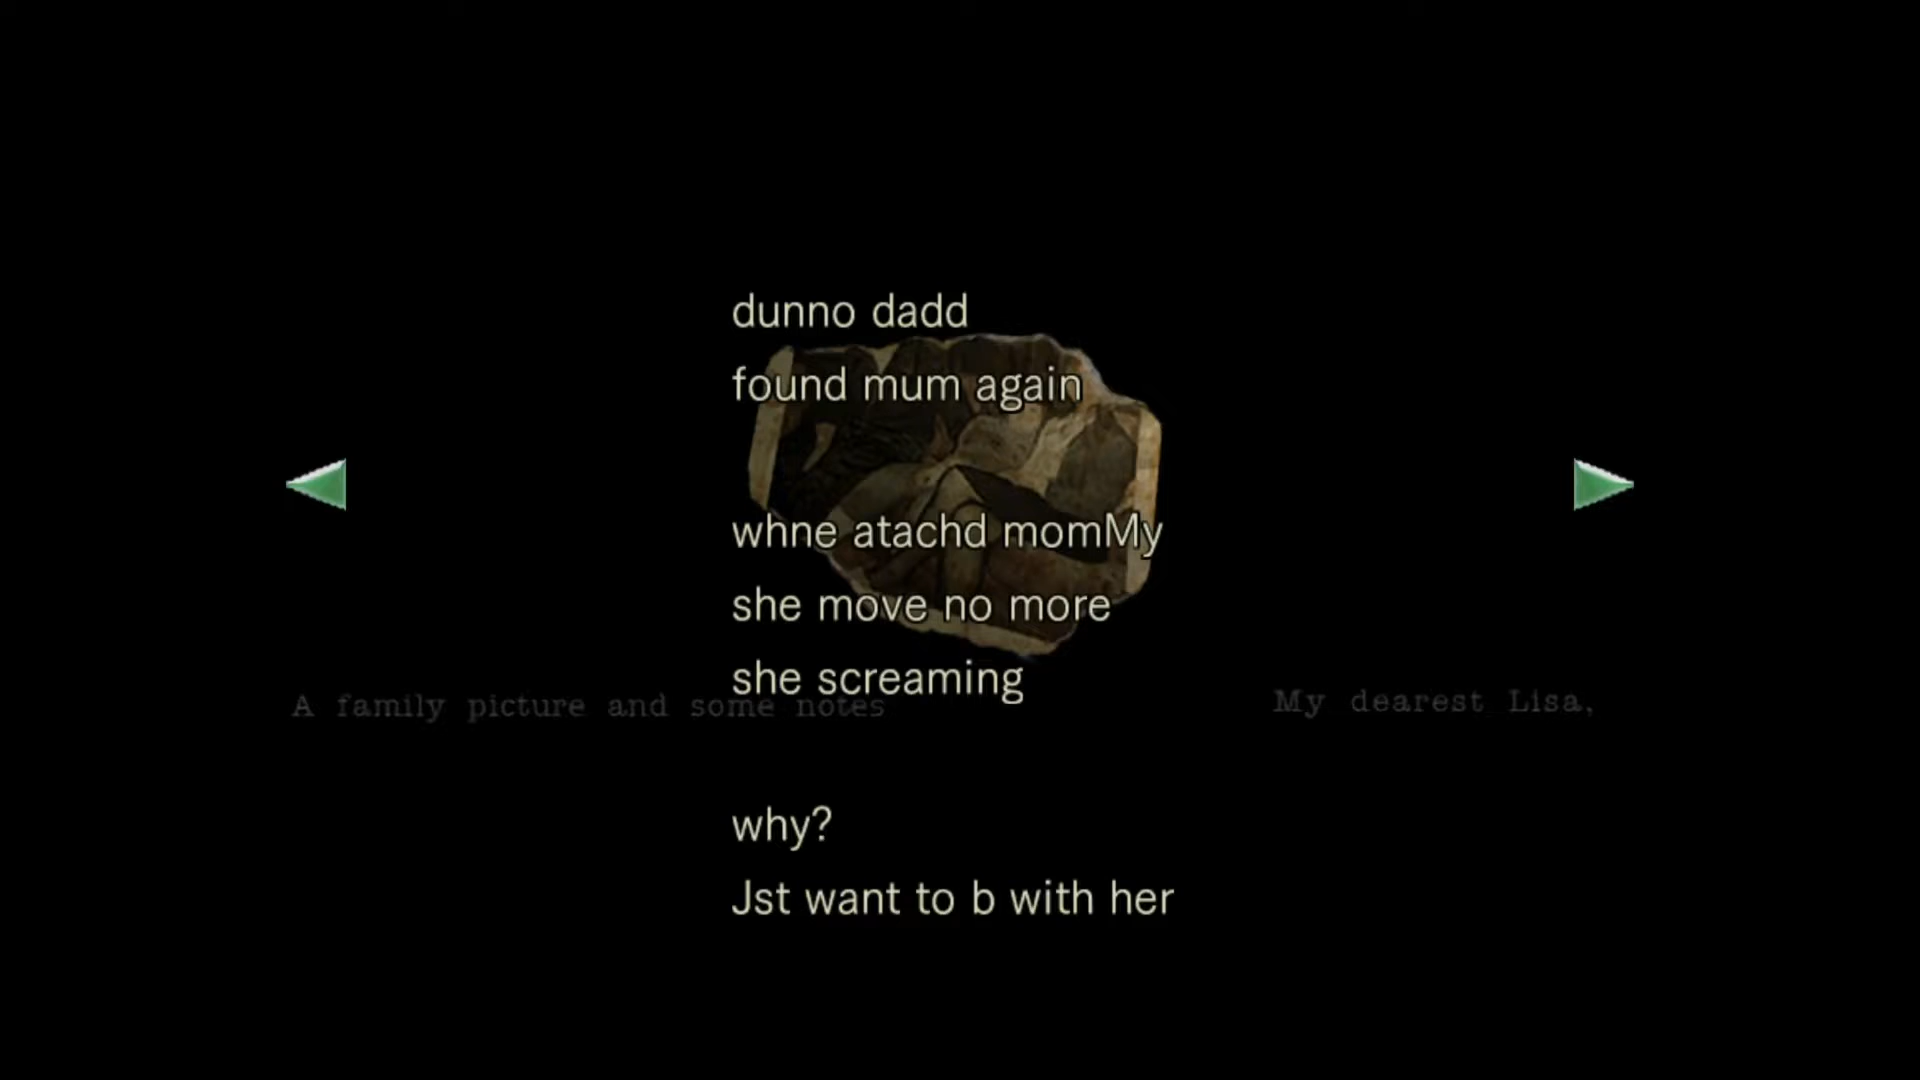 dunno dadd
found mum again
whne atachd momMy
she move no more
she screaming
A family picture and some notes
My dearest Lisa,
why?
Jst want to b with her